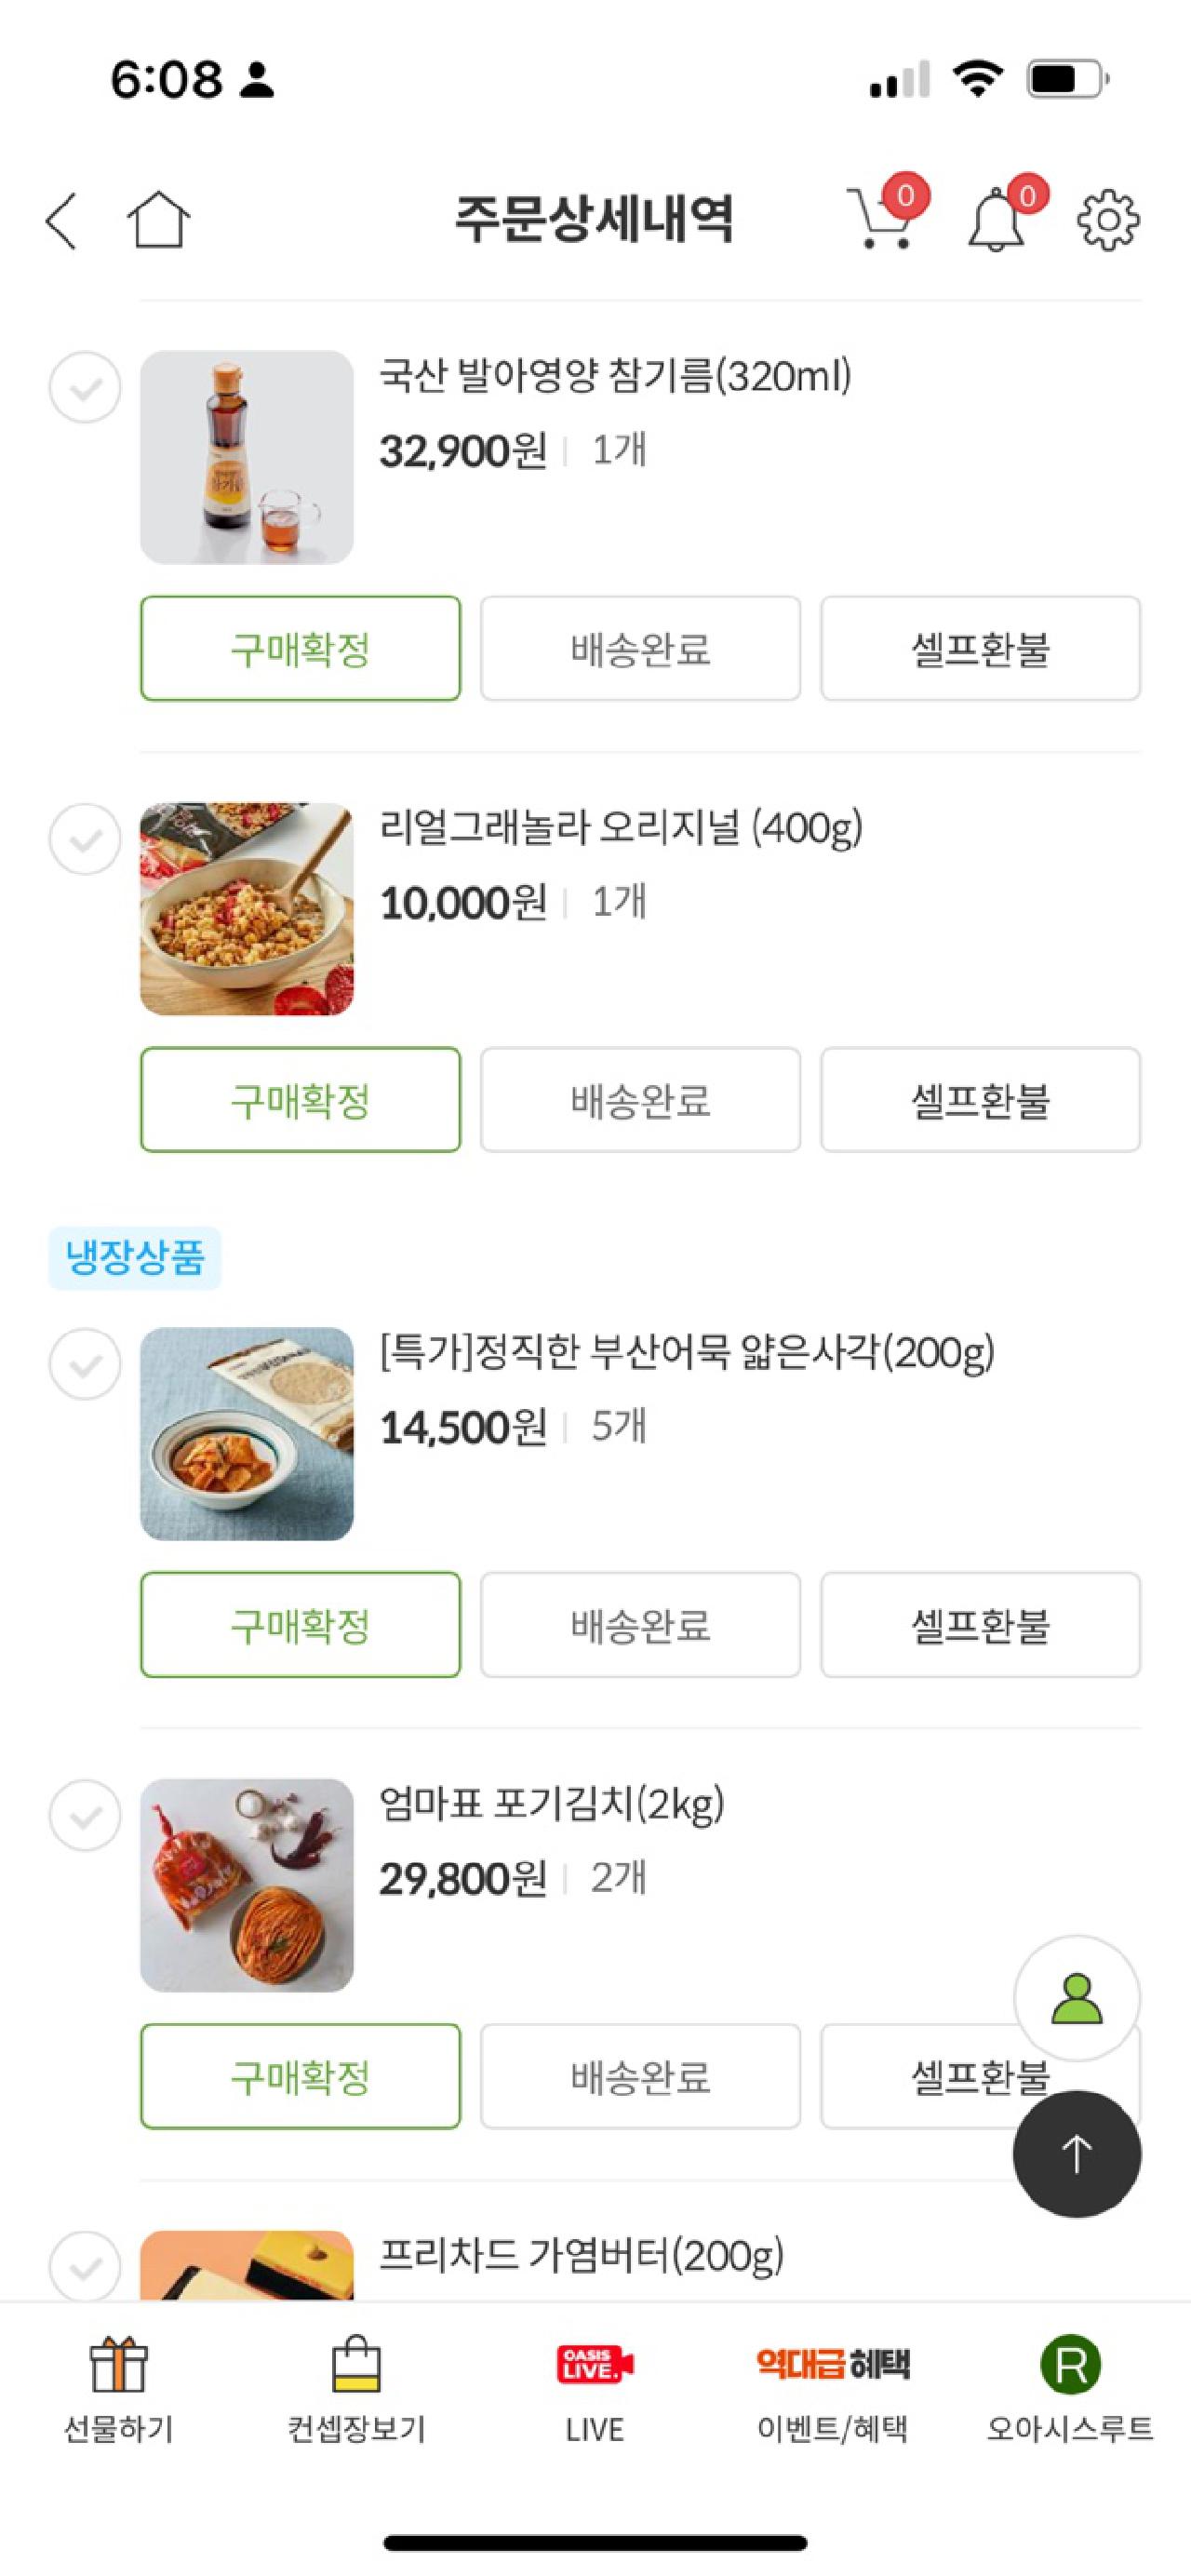 6:08
주문상세내역
0
0
국산 발아영양 참기름(320ml)
32,900원 1개
구매확정 배송완료 셀프환불
리얼그래놀라 오리지널 (400g)
10,000원 1개
구매확정 배송완료 셀프환불
냉장상품
[특가]정직한 부산어묵 얇은사각(200g)
14,500원 5개
구매확정 배송완료 셀프환불
엄마표 포기김치(2kg)
29,800원 2개
구매확정 배송완료 셀프환불
프리차드 가염버터(200g)
OASIS
LIVE.
역대급 혜택
R
선물하기 컨셉장보기 LIVE 이벤트/혜택 오아시스루트